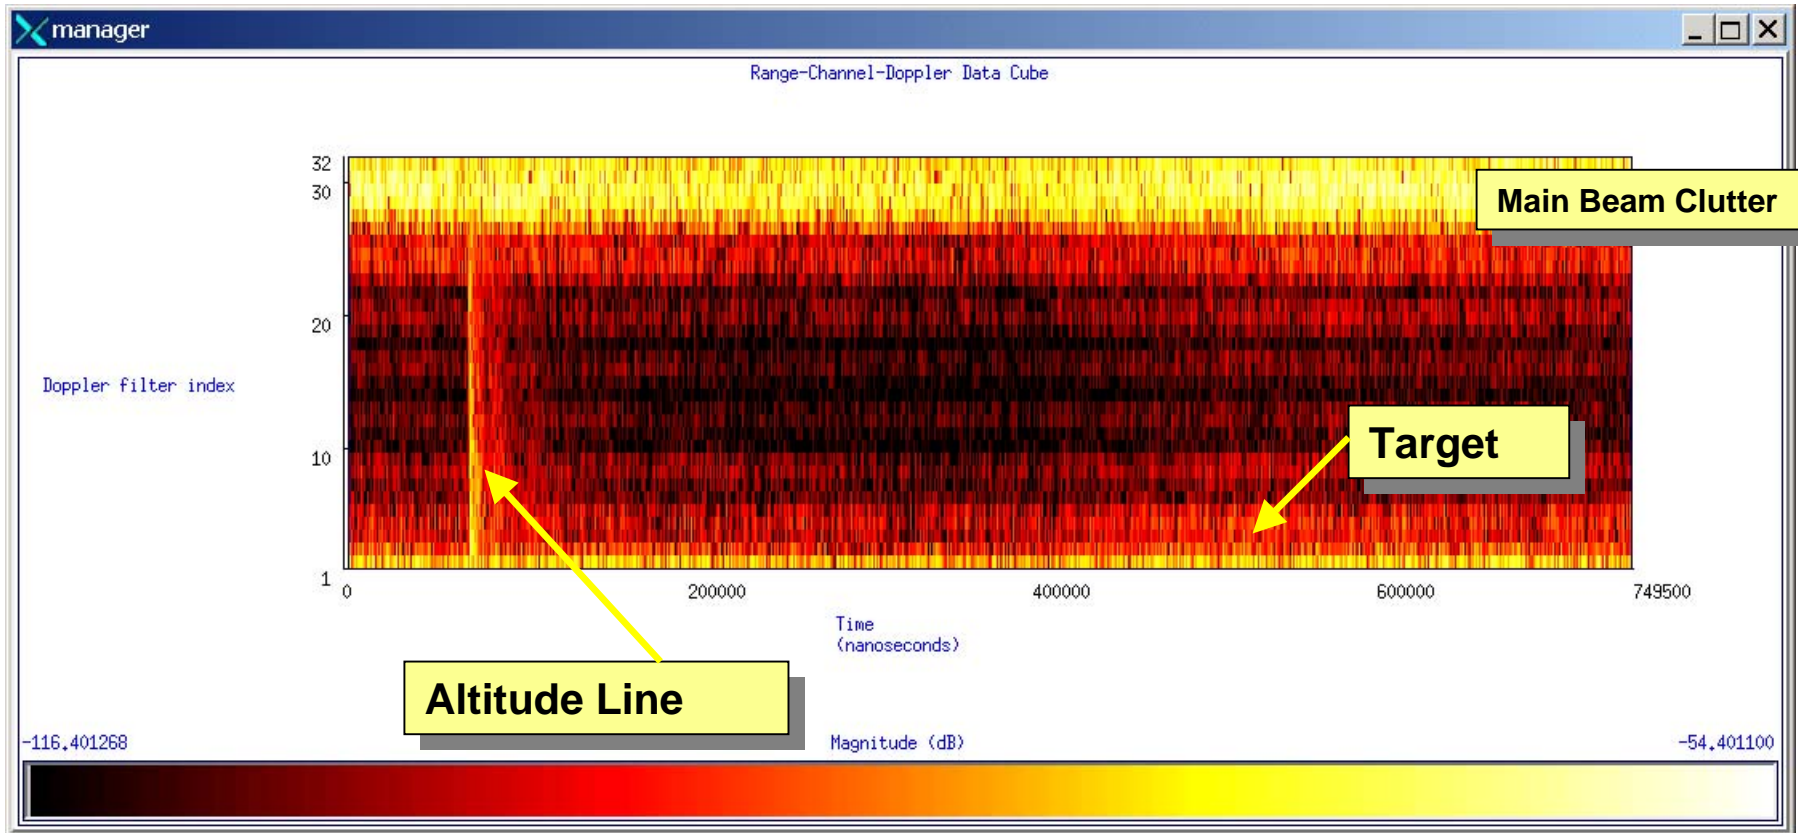 manager
Range-Channel-Doppler Data Cube
32
30
Main Beam Clutter
20
Doppler filter index
Target
10
1
0
200000
400000
600000
749500
Time
(nanoseconds)
Altitude Line
-116.401268
Magnitude (dB)
-54.401100